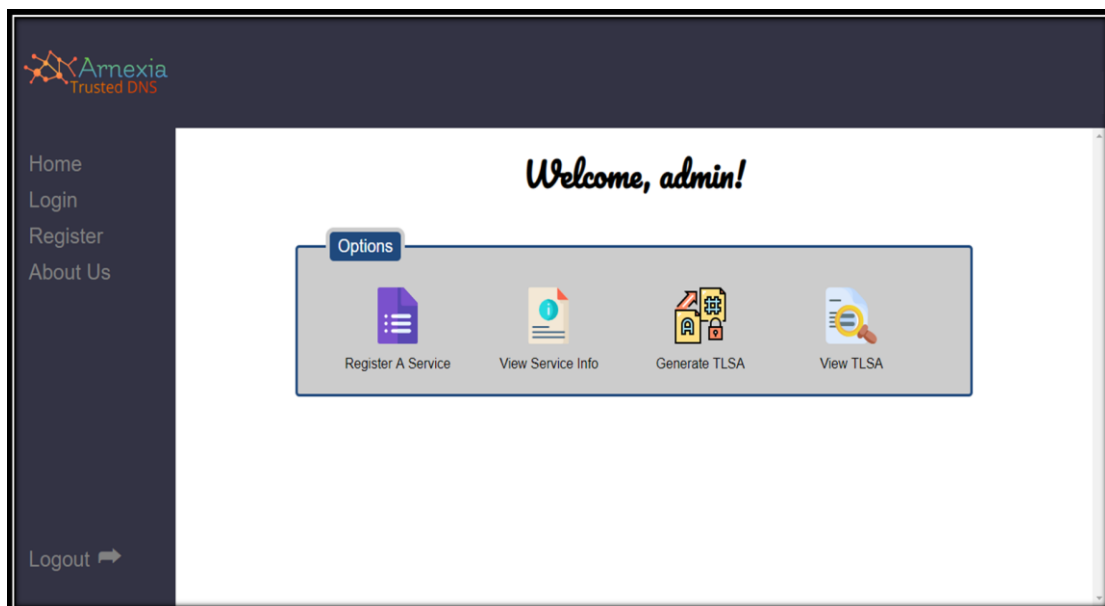 Arnexia
Trusted DNS
Home
Login
Register
About Us
Logout
Welcome, admin!
Options
Register A Service
View Service Info
Generate TLSA
View TLSA